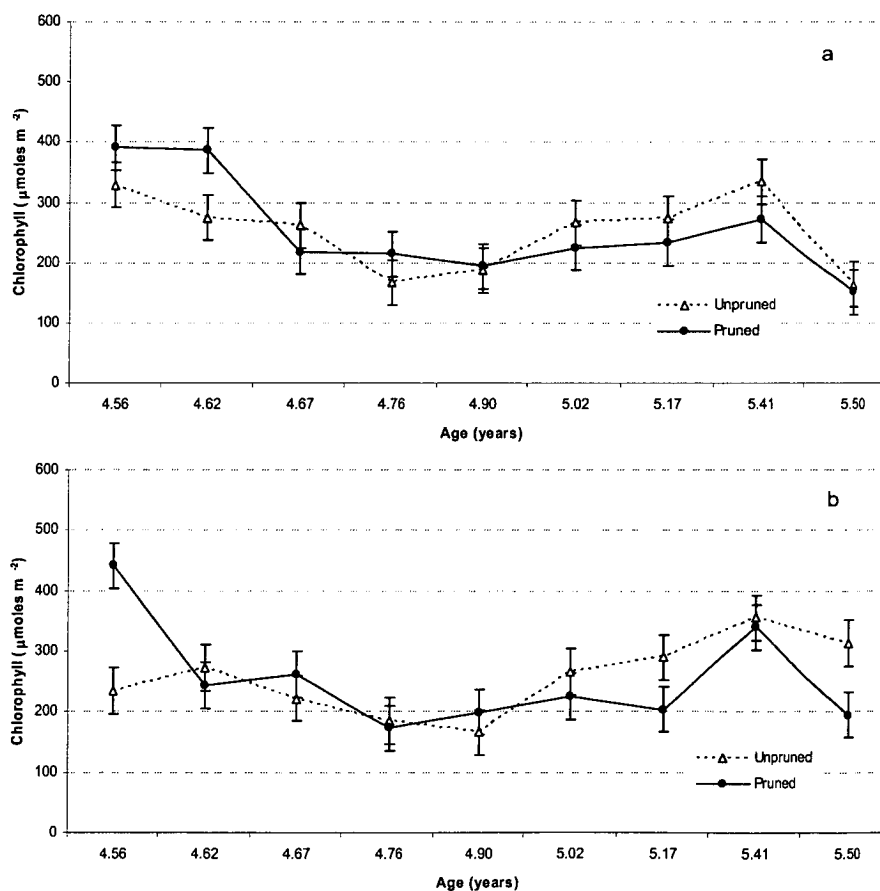 600
a
500
400
300
200
100
0
Chlorophyll ( μmoles m -2)
Unpruned
Pruned
4.56 4.62 4.67 4.76 4.90 5.02 5.17 5.41 5.50
Age (years)
600
b
500
400
300
200
100
0
Chlorophyll ( μmoles m -2)
Unpruned
Pruned
4.56 4.62 4.67 4.76 4.90 5.02 5.17 5.41 5.50
Age (years)